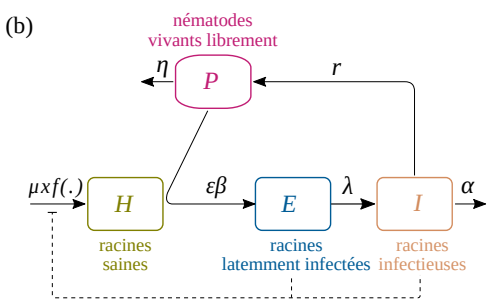 (b)
nématodes
vivants librement
η
P
r
μxf(.)
H
εβ
E
λ
I
α
racines
saines
racines
latemment infectées
racines
infectieuses